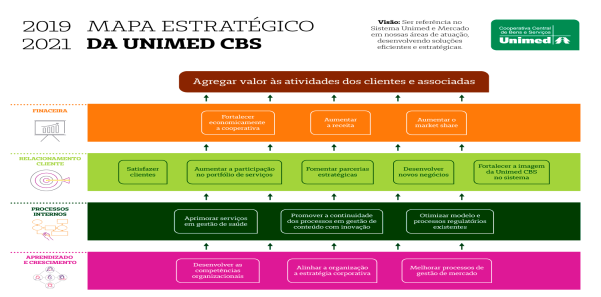 2019 MAPA ESTRATÉGICO
2021 DA UNIMED CBS
Visão: Ser referência no
Sistema Unimed e Mercado
em nossas áreas de atuação,
desenvolvendo soluções
eficientes e estratégicas.
Cooperativa Central
de Bens e Serviços
Unimed
Agregar valor às atividades dos clientes e associadas
FINACEIRA
Fortalecer
economicamente
a cooperativa
Aumentar
a receita
Aumentar o
market share
RELACIONAMENTO
CLIENTE
Satisfazer
clientes
Aumentar a participação
no portfólio de serviços
Fomentar parcerias
estratégicas
Desenvolver
novos negócios
Fortalecer a imagem
da Unimed CBS
no sistema
PROCESSOS
INTERNOS
Aprimorar serviços
em gestão de saúde
Promover a continuidade
dos processos em gestão de
conteúdo com inovação
Otimizar modelo e
processos regulatórios
existentes
APRENDIZADO
E CRESCIMENTO
Desenvolver as
competências
organizacionais
Alinhar a organização
a estratégia corporativa
Melhorar processos de
gestão de mercado